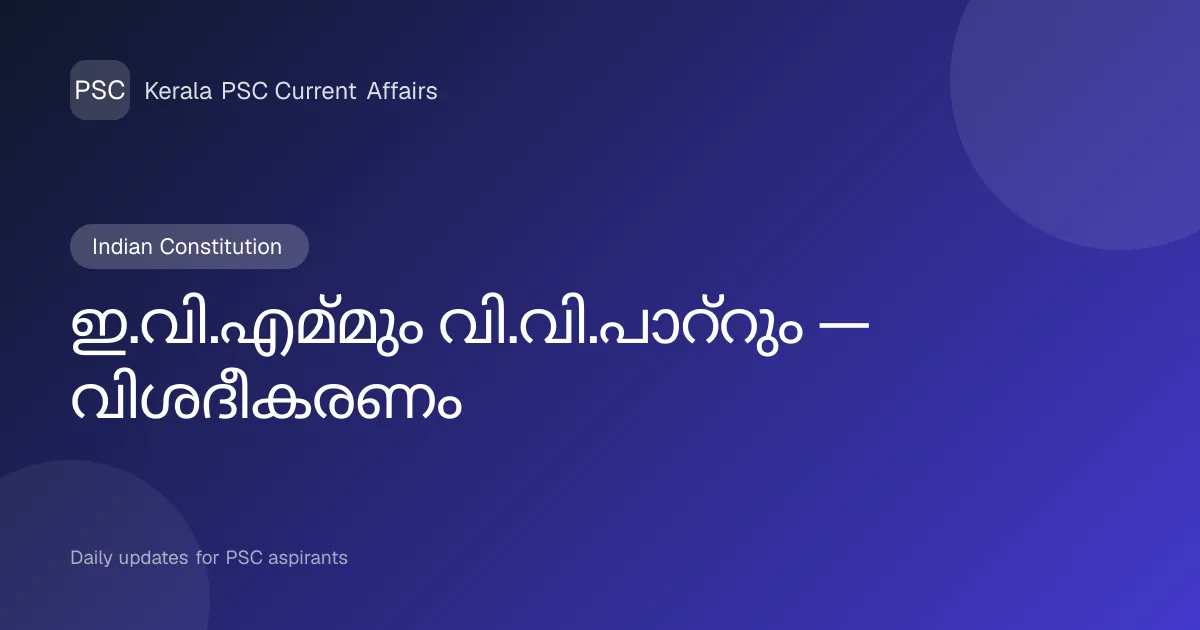 PSC Kerala PSC Current Affairs
Indian Constitution
ഇ.വി.എമ്മും വി.വി.പാറ്റും —
വിശദീകരണം
Daily updates for PSC aspirants